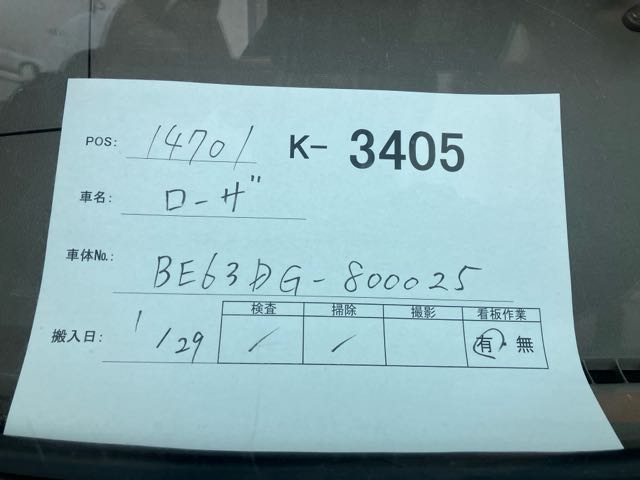 POS: 14701 K- 3405
車名: ローザ
車体No.: BE63DG-800025
搬入日: 1/29
検査 掃除 撮影 看板作業
✓ ✓ 有・無